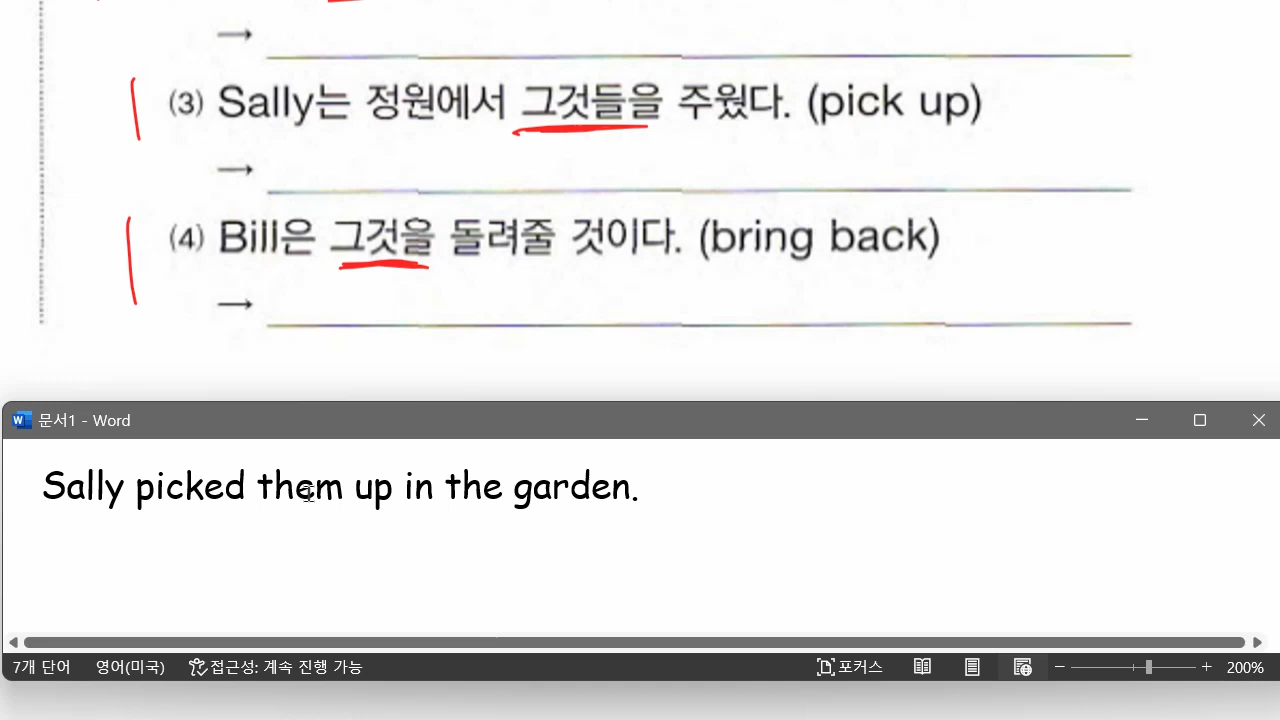 →
(3) Sally는 정원에서 그것들을 주웠다. (pick up)
→
(4) Bill은 그것을 돌려줄 것이다. (bring back)
→
문서1 - Word
Sally picked them up in the garden.
7개 단어 영어(미국) 접근성: 계속 진행 가능 포커스 200%